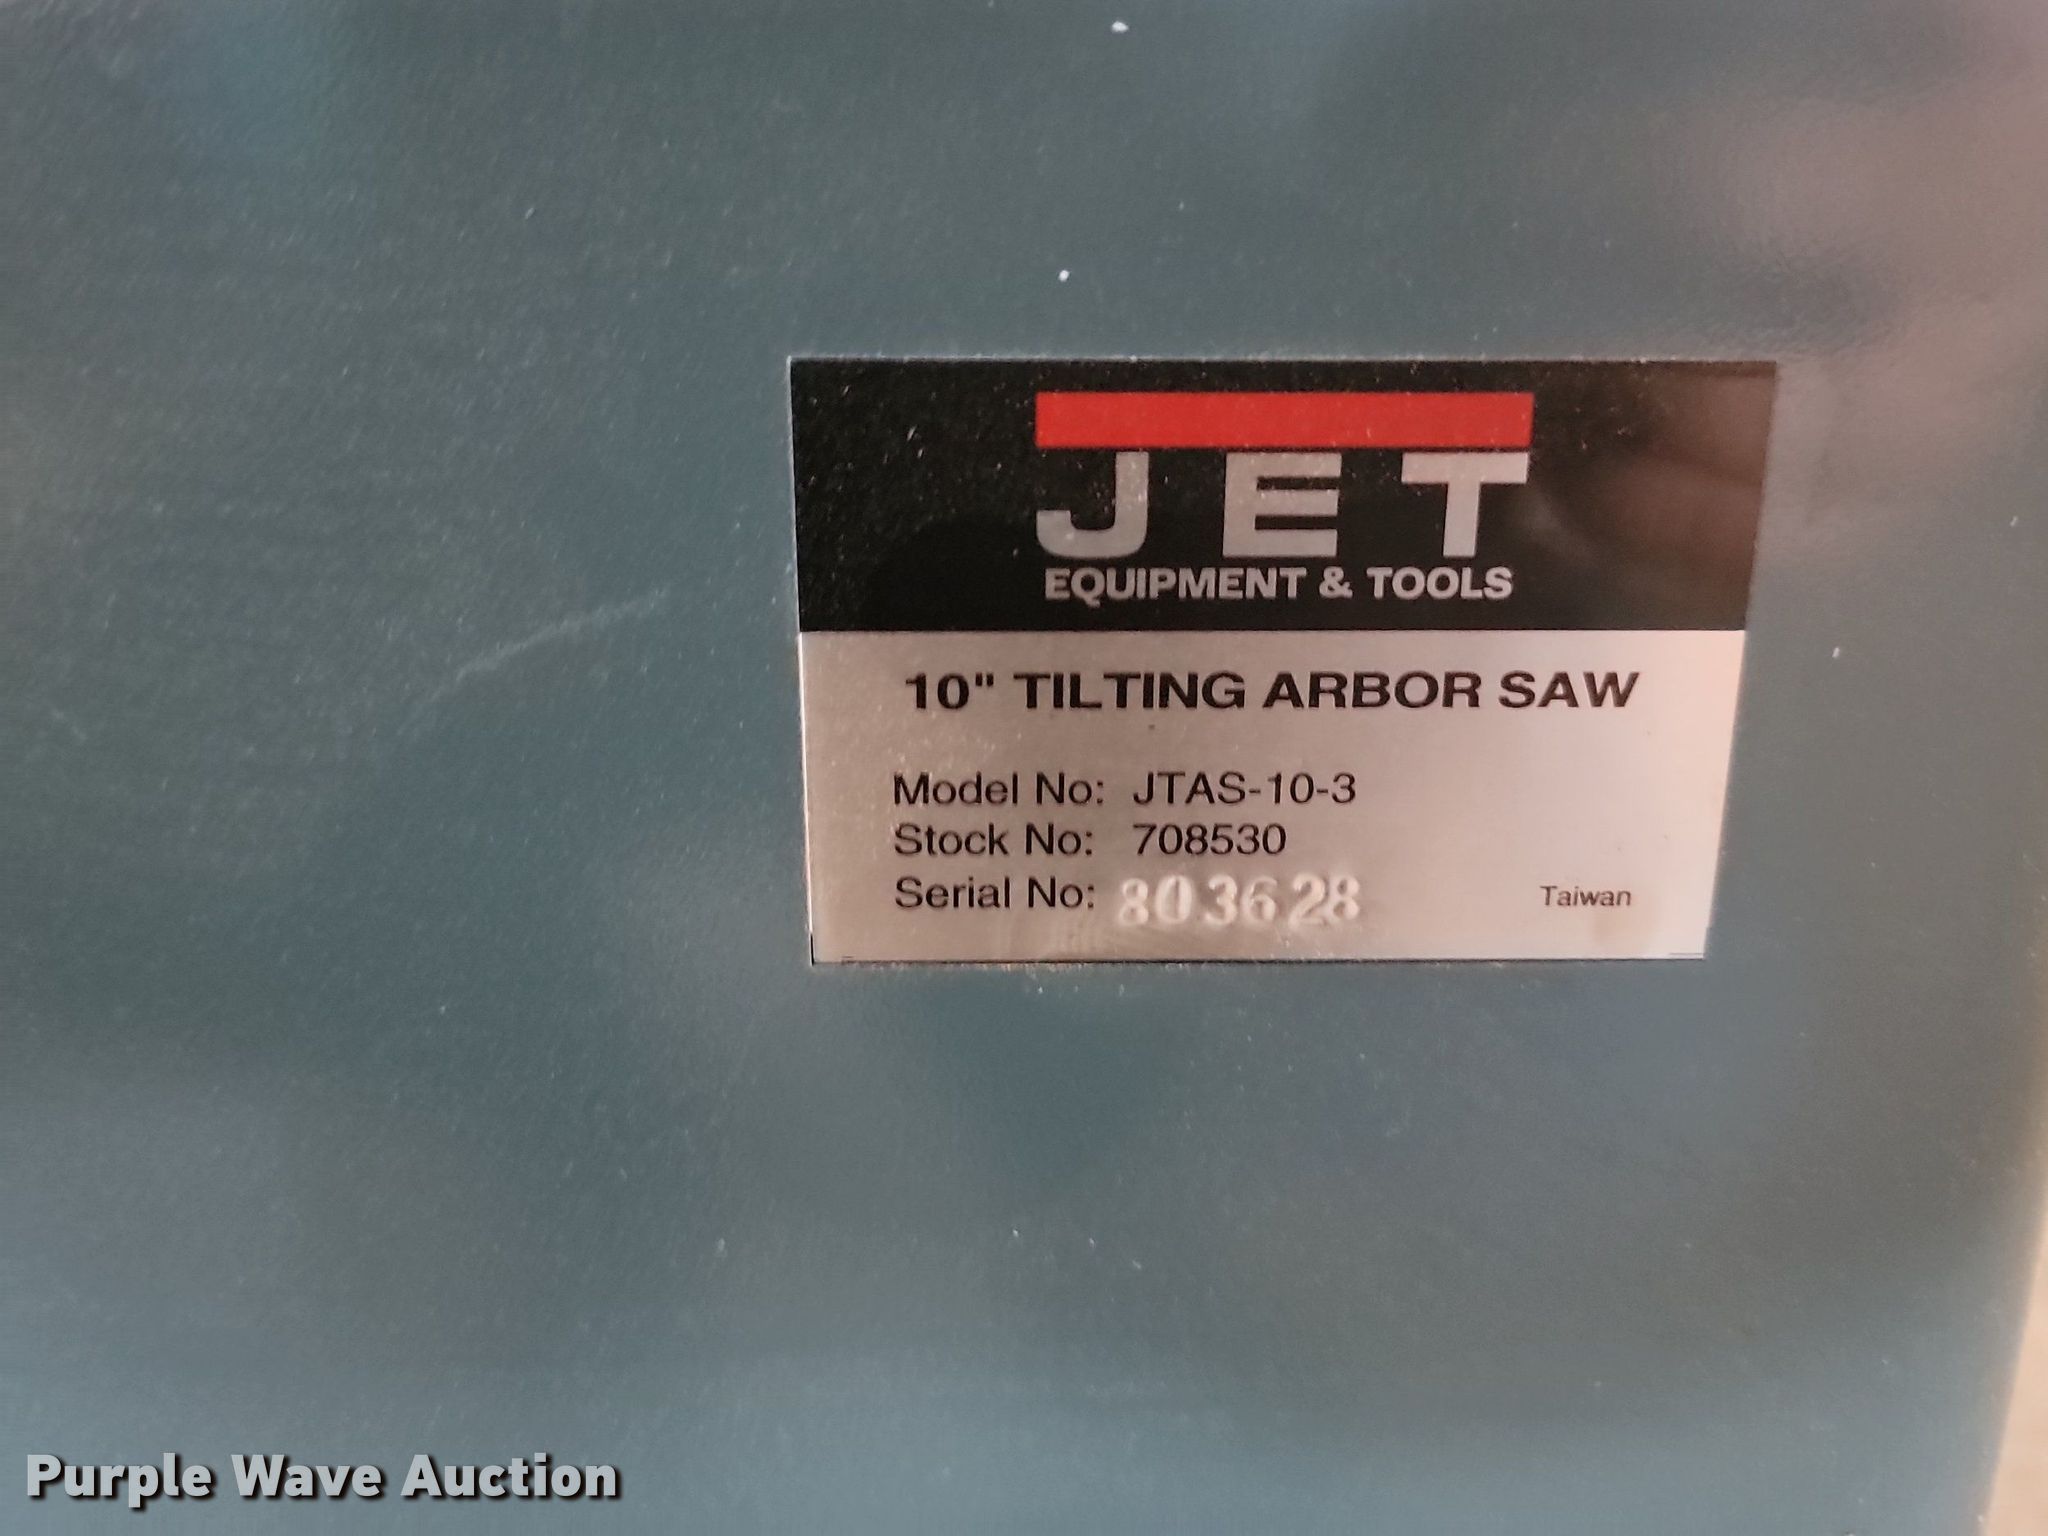 JET
EQUIPMENT & TOOLS
10" TILTING ARBOR SAW
Model No: JTAS-10-3
Stock No: 708530
Serial No: 803628
Taiwan
Purple Wave Auction